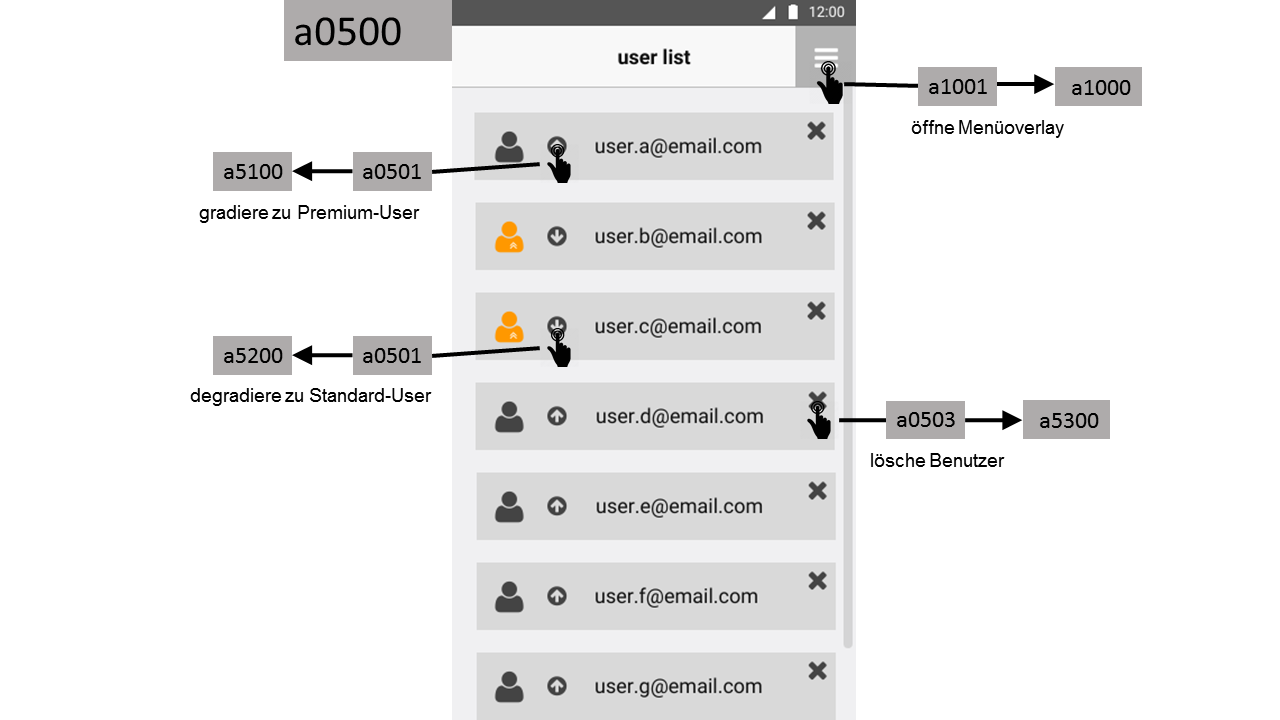 a0500
12:00
user list
a1001
a1000
öffne Menüoverlay
user.a@email.com
a5100
a0501
gradiere zu Premium-User
user.b@email.com
user.c@email.com
a5200
a0501
degradiere zu Standard-User
user.d@email.com
a0503
a5300
lösche Benutzer
user.e@email.com
user.f@email.com
user.g@email.com